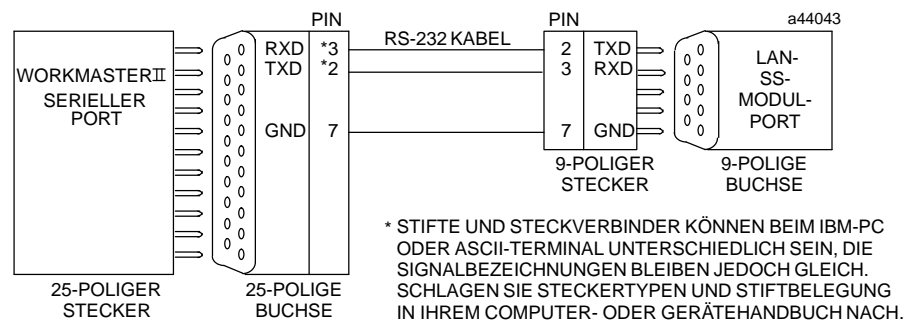 PIN
PIN
a44043
WORKMASTER II
SERIELLER
PORT
RXD *3
TXD *2
GND 7
RS-232 KABEL
2 TXD
3 RXD
7 GND
LAN-
SS-
MODUL-
PORT
9-POLIGER
STECKER
9-POLIGE
BUCHSE
25-POLIGER
STECKER
25-POLIGE
BUCHSE
* STIFTE UND STECKVERBINDER KÖNNEN BEIM IBM-PC
ODER ASCII-TERMINAL UNTERSCHIEDLICH SEIN, DIE
SIGNALBEZEICHNUNGEN BLEIBEN JEDOCH GLEICH.
SCHLAGEN SIE STECKERTYPEN UND STIFTBELEGUNG
IN IHREM COMPUTER- ODER GERÄTEHANDBUCH NACH.